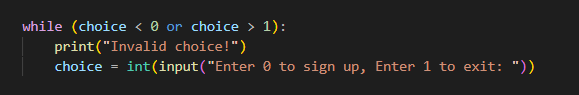 while (choice < 0 or choice > 1):
    print("Invalid choice!")
    choice = int(input("Enter 0 to sign up, Enter 1 to exit: "))